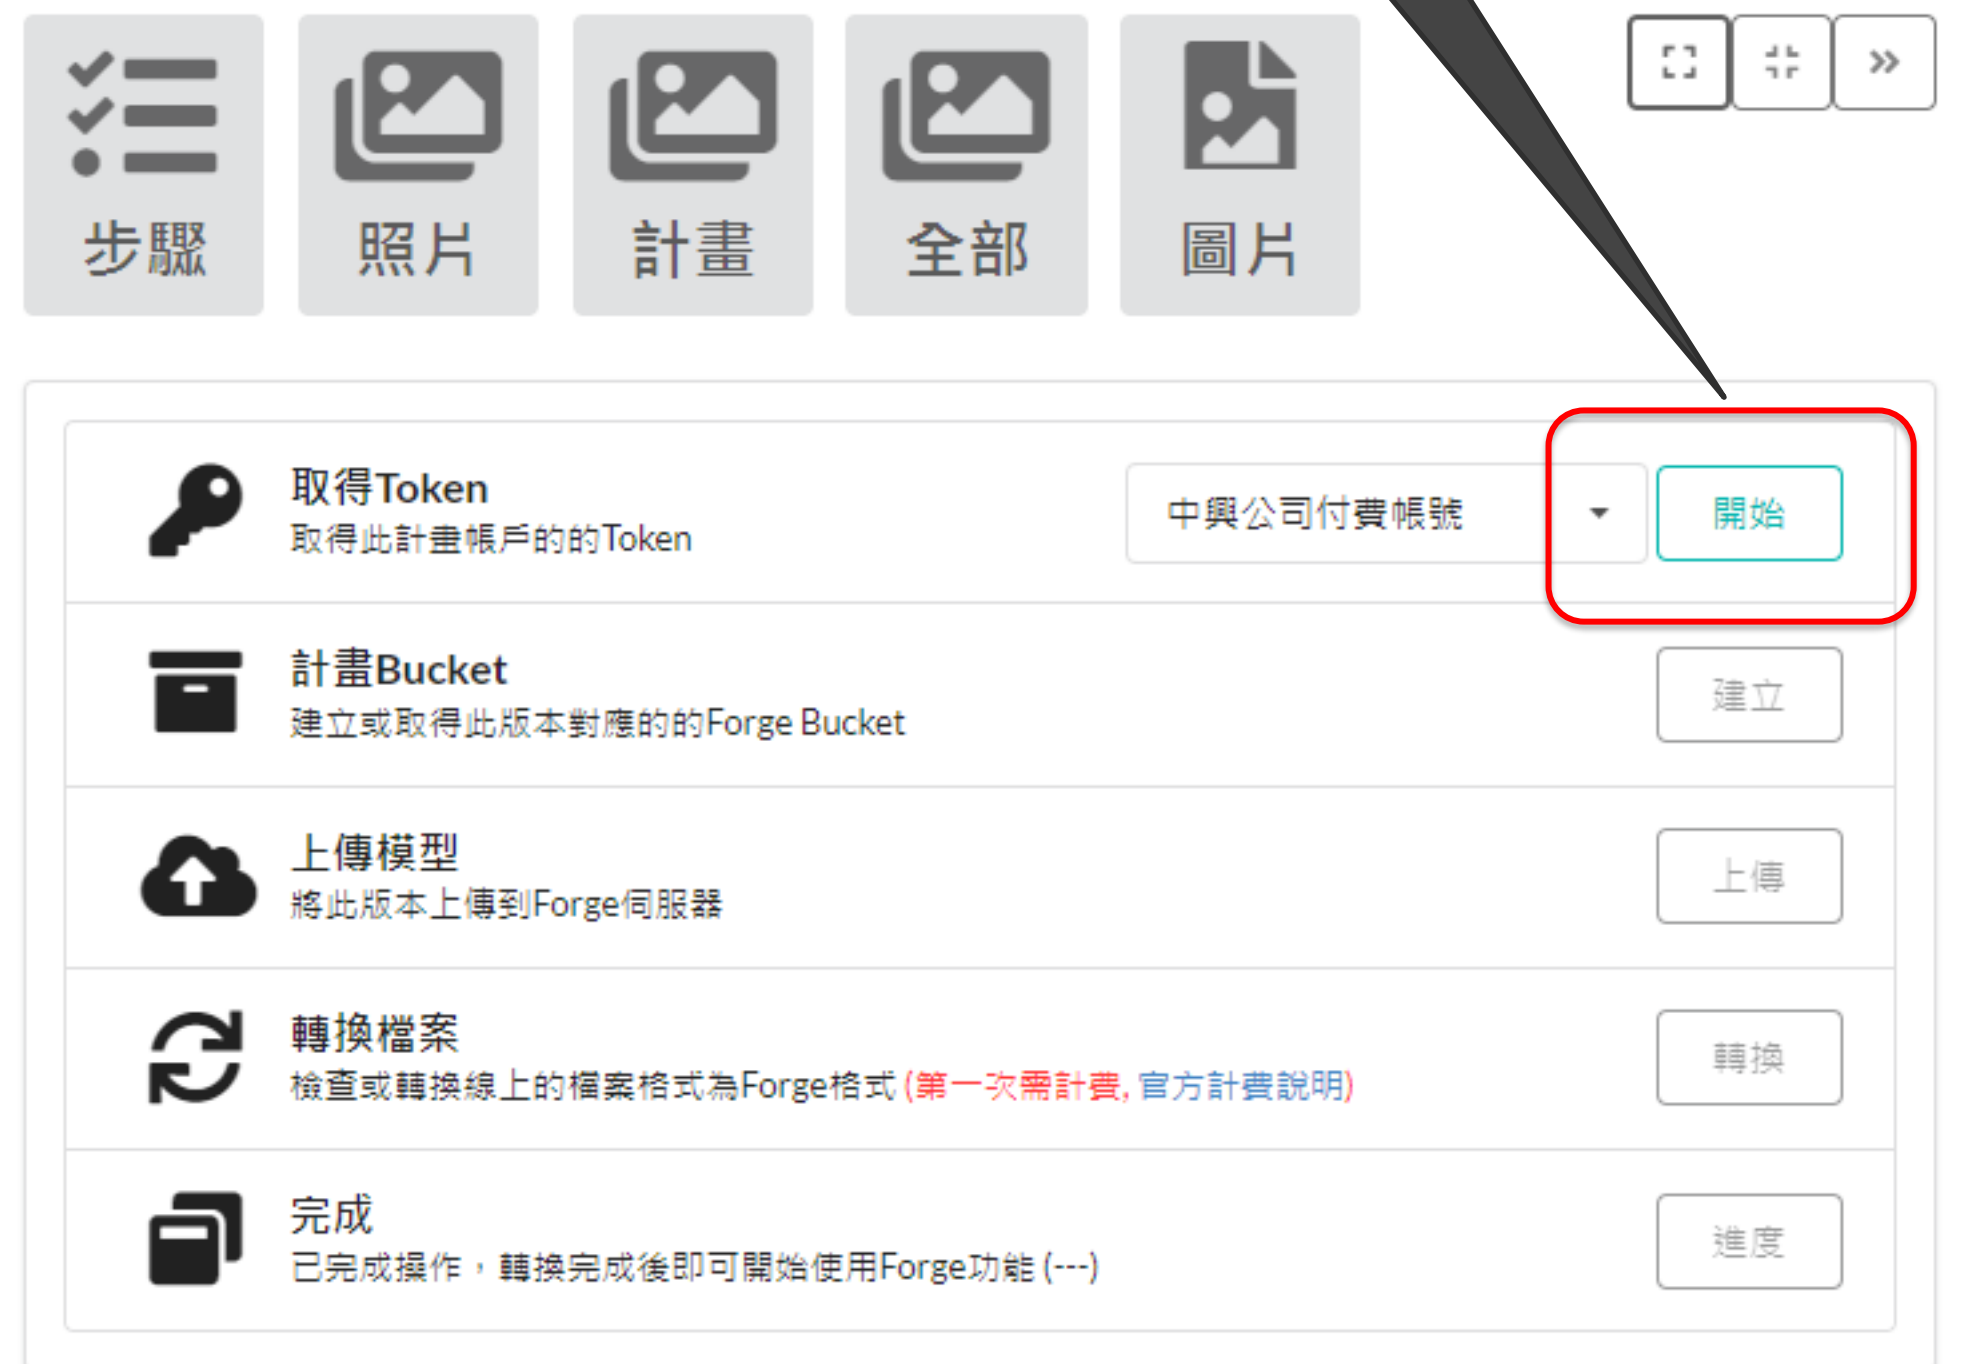 步驟
照片
計畫
全部
圖片
取得Token
取得此計畫帳戶的的Token
中興公司付費帳號
開始
計畫Bucket
建立或取得此版本對應的的Forge Bucket
建立
上傳模型
將此版本上傳到Forge伺服器
上傳
轉換檔案
檢查或轉換線上的檔案格式為Forge格式 (第一次需計費, 官方計費說明)
轉換
完成
已完成操作，轉換完成後即可開始使用Forge功能 (---)
進度